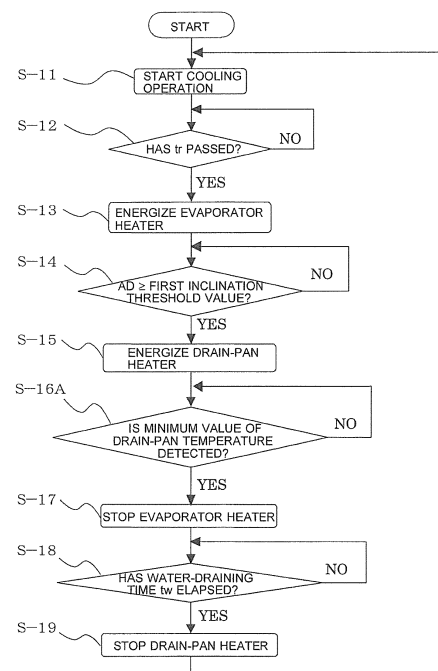 START
S-11
START COOLING
OPERATION
S-12
HAS tr PASSED?
NO
YES
S-13
ENERGIZE EVAPORATOR
HEATER
S-14
AD ≥ FIRST INCLINATION
THRESHOLD VALUE?
NO
YES
S-15
ENERGIZE DRAIN-PAN
HEATER
S-16A
IS MINIMUM VALUE OF
DRAIN-PAN TEMPERATURE
DETECTED?
NO
YES
S-17
STOP EVAPORATOR HEATER
S-18
HAS WATER-DRAINING
TIME tw ELAPSED?
NO
YES
S-19
STOP DRAIN-PAN HEATER